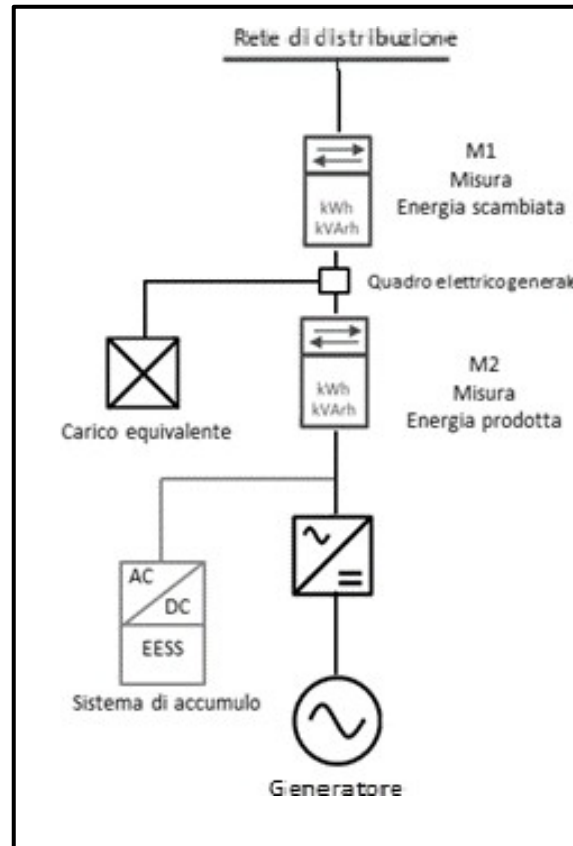 Rete di distribuzione
M1
Misura
Energia scambiata
kWh
kVArh
Quadro elettrico generale
M2
Misura
Energia prodotta
kWh
kVArh
Carico equivalente
AC
DC
EESS
Sistema di accumulo
Generatore